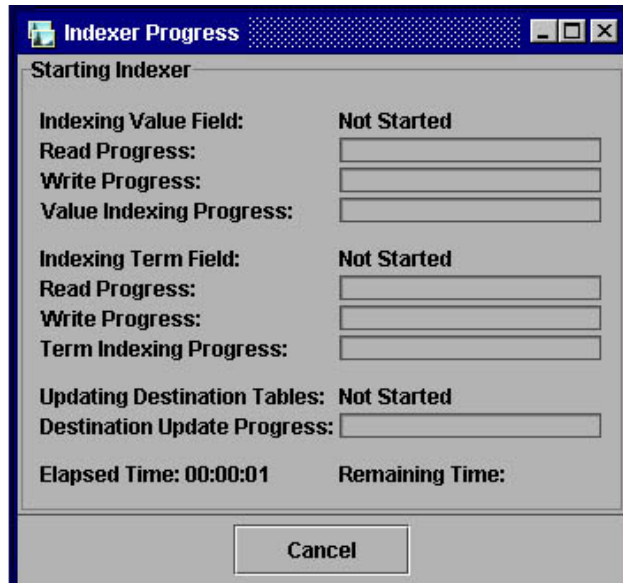 Indexer Progress
Starting Indexer
Indexing Value Field: Not Started
Read Progress:
Write Progress:
Value Indexing Progress:
Indexing Term Field: Not Started
Read Progress:
Write Progress:
Term Indexing Progress:
Updating Destination Tables: Not Started
Destination Update Progress:
Elapsed Time: 00:00:01 Remaining Time:
Cancel